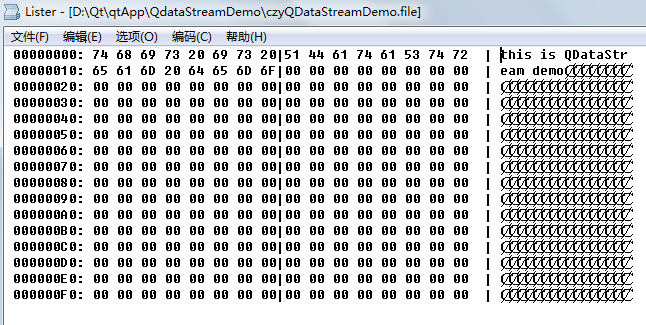 Lister - [D:\Qt\qtApp\QdataStreamDemo\czyQDataStreamDemo.file]
文件(F) 编辑(E) 选项(O) 编码(C) 帮助(H)
00000000: 74 68 69 73 20 69 73 20|51 44 61 74 61 53 74 72 | this is QDataStr
00000010: 65 61 6D 20 64 65 6D 6F|00 00 00 00 00 00 00 00 | eam demo
00000020: 00 00 00 00 00 00 00 00|00 00 00 00 00 00 00 00 |
00000030: 00 00 00 00 00 00 00 00|00 00 00 00 00 00 00 00 |
00000040: 00 00 00 00 00 00 00 00|00 00 00 00 00 00 00 00 |
00000050: 00 00 00 00 00 00 00 00|00 00 00 00 00 00 00 00 |
00000060: 00 00 00 00 00 00 00 00|00 00 00 00 00 00 00 00 |
00000070: 00 00 00 00 00 00 00 00|00 00 00 00 00 00 00 00 |
00000080: 00 00 00 00 00 00 00 00|00 00 00 00 00 00 00 00 |
00000090: 00 00 00 00 00 00 00 00|00 00 00 00 00 00 00 00 |
000000A0: 00 00 00 00 00 00 00 00|00 00 00 00 00 00 00 00 |
000000B0: 00 00 00 00 00 00 00 00|00 00 00 00 00 00 00 00 |
000000C0: 00 00 00 00 00 00 00 00|00 00 00 00 00 00 00 00 |
000000D0: 00 00 00 00 00 00 00 00|00 00 00 00 00 00 00 00 |
000000E0: 00 00 00 00 00 00 00 00|00 00 00 00 00 00 00 00 |
000000F0: 00 00 00 00 00 00 00 00|00 00 00 00 00 00 00 00 |